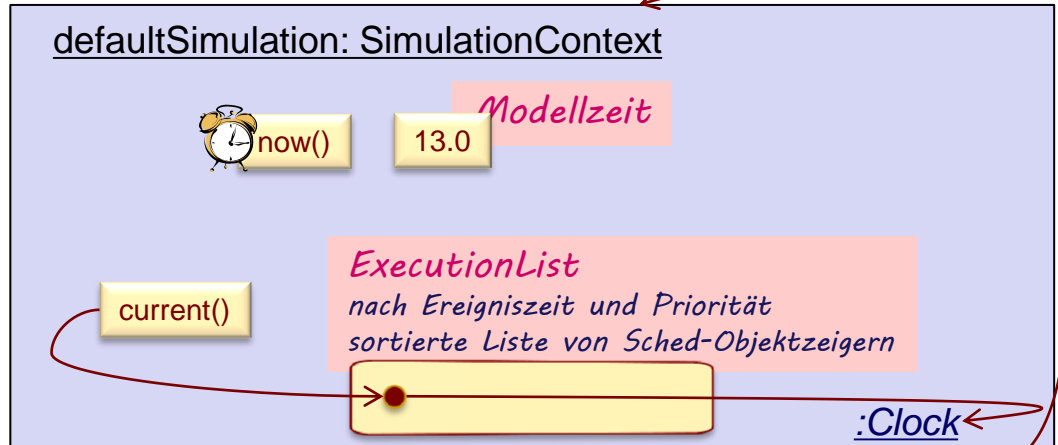 defaultSimulation: SimulationContext
Modellzeit
now()
13.0
ExecutionList
nach Ereigniszeit und Priorität
sortierte Liste von Sched-Objektzeigern
current()
:Clock